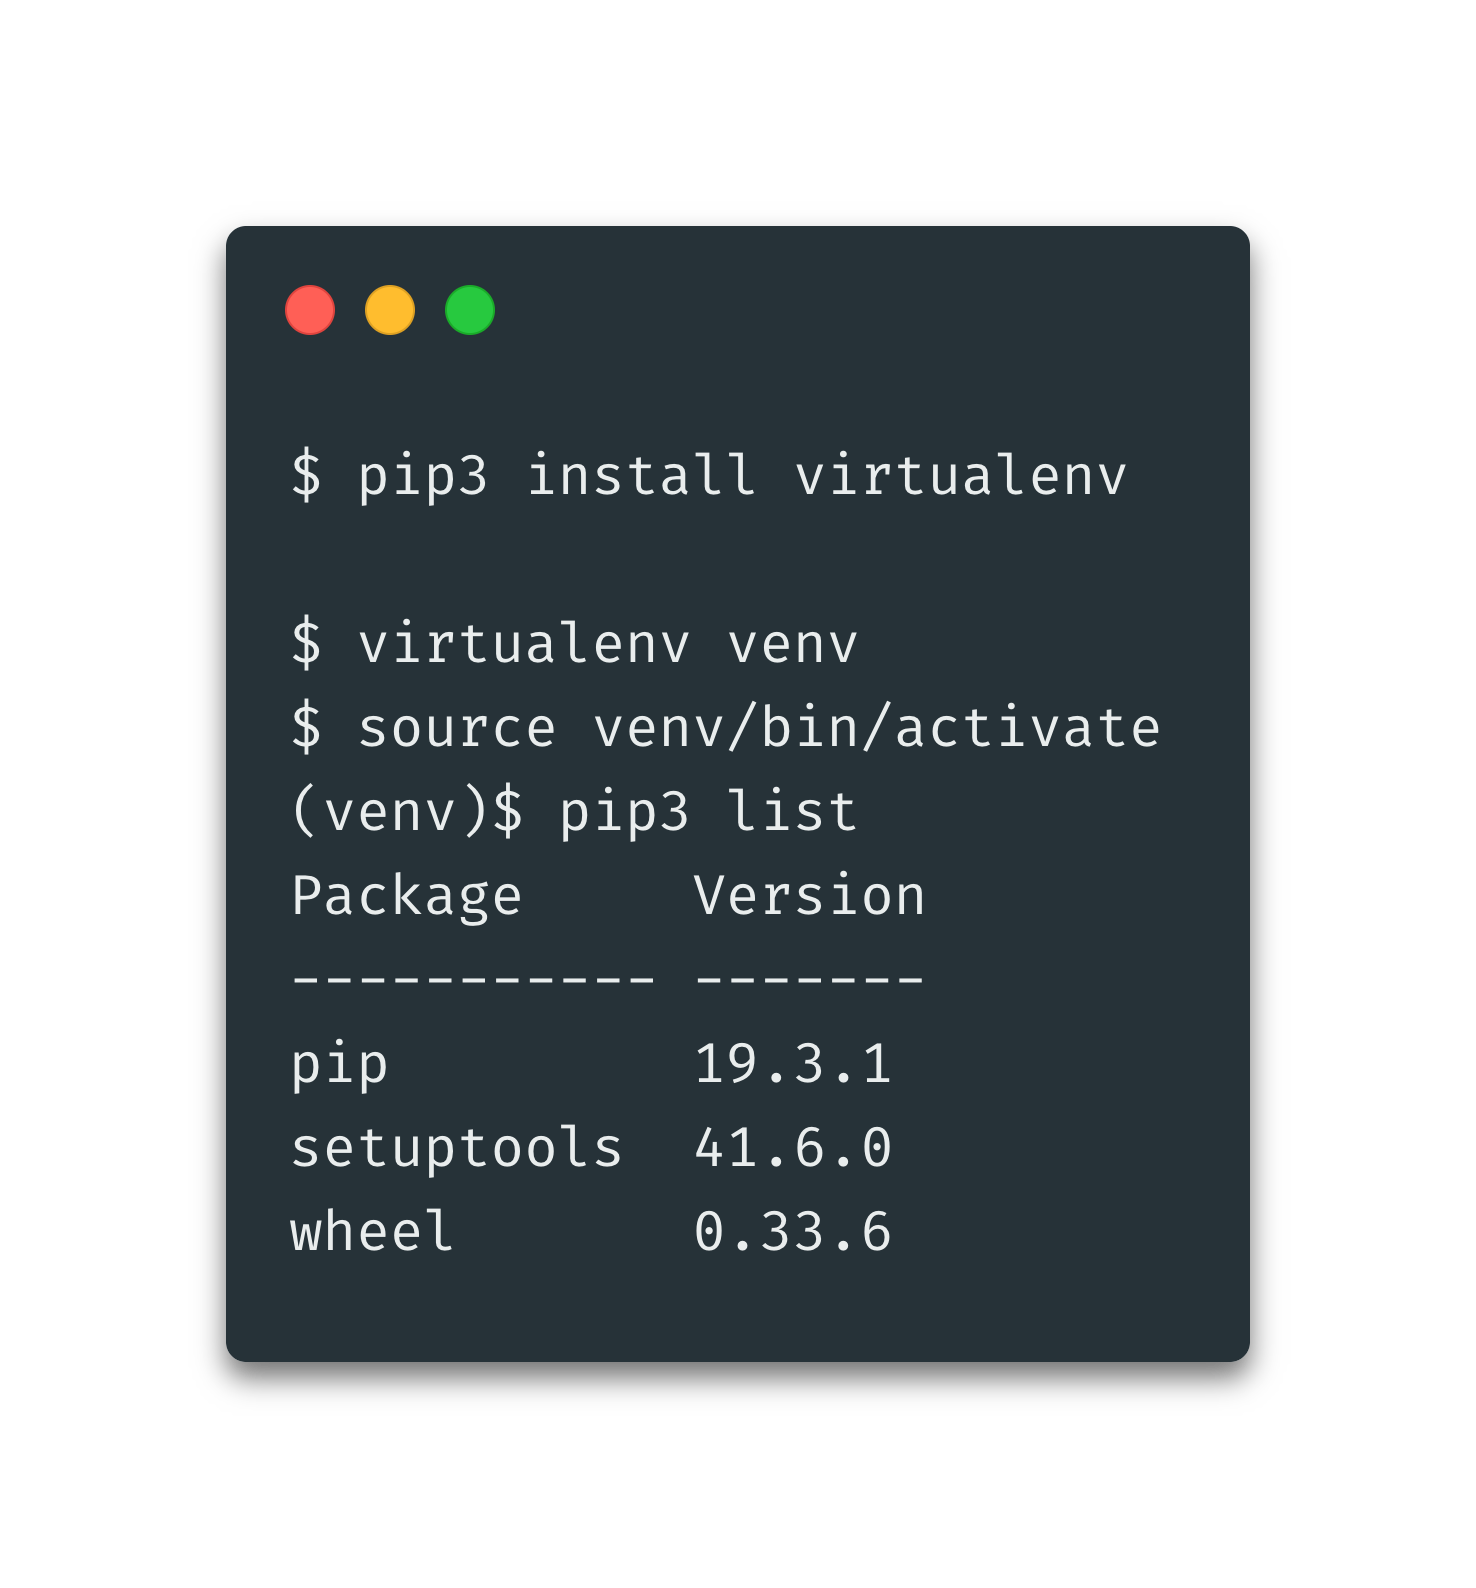 $ pip3 install virtualenv
$ virtualenv venv
$ source venv/bin/activate
(venv)$ pip3 list
Package     Version
----------- -------
pip         19.3.1
setuptools  41.6.0
wheel       0.33.6